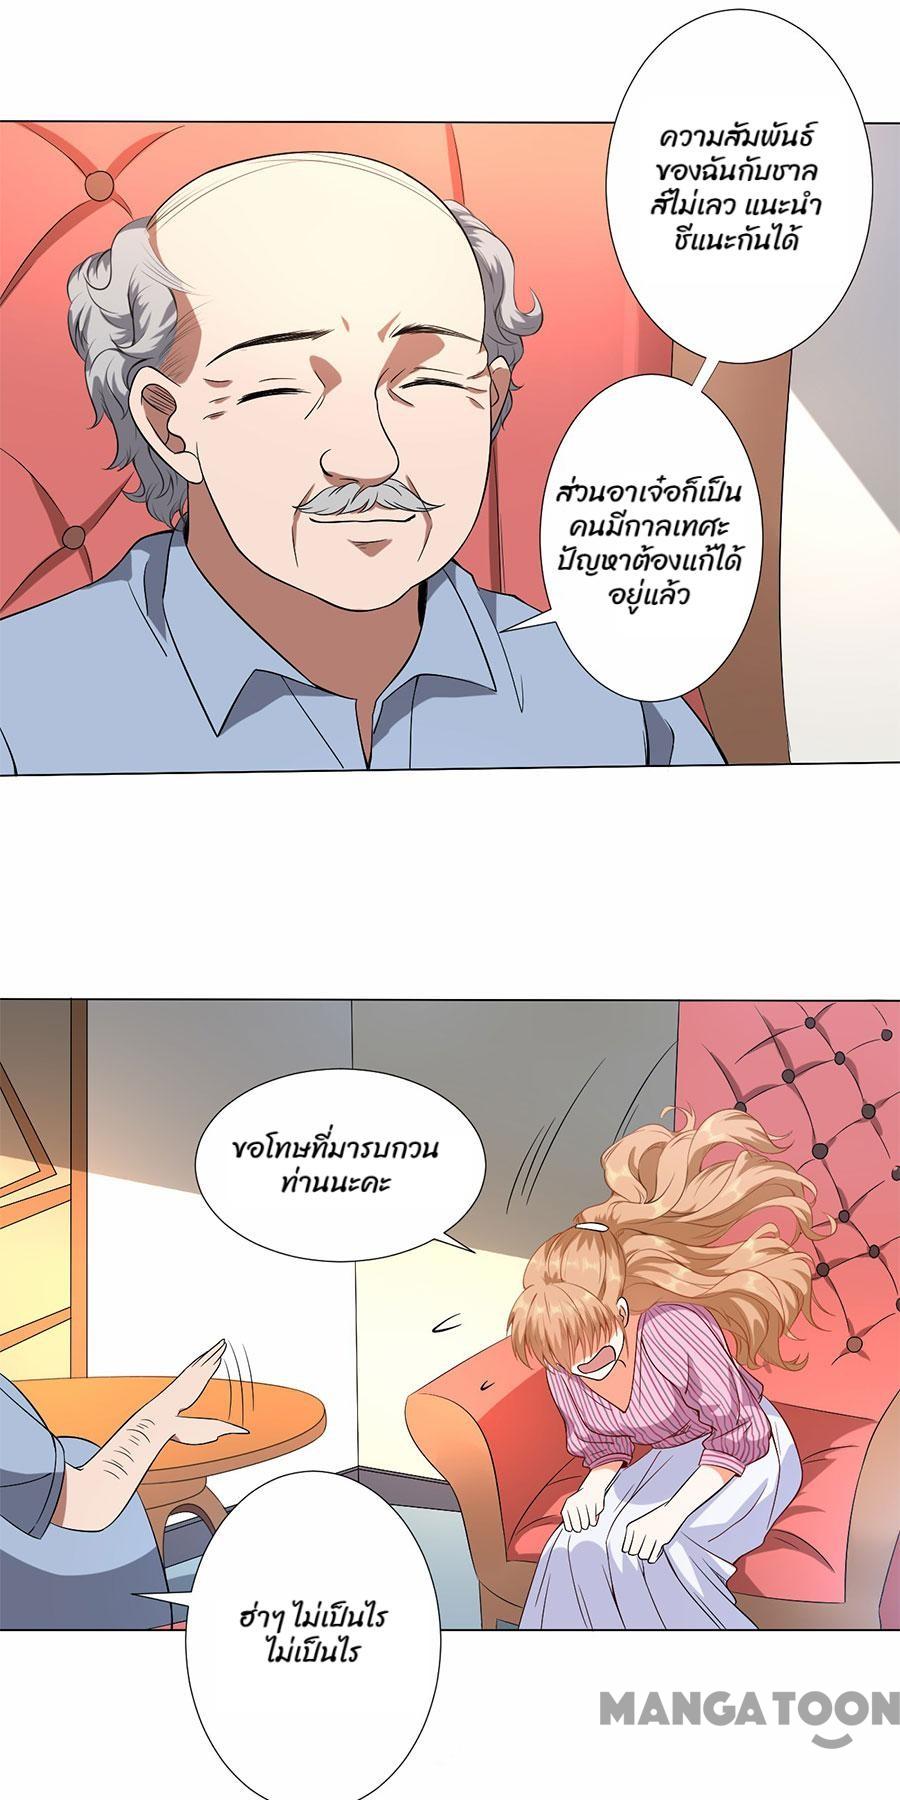 ความสัมพันธ์
ของฉันกับชาล
ส์ไม่เลว แนะนำ
ชีแนะกันได้
ส่วนอาเจ๋อก็เป็น
คนมีกาลเทศะ
ปัญหาต้องแก้ได้
อยู่แล้ว
ขอโทษที่มารบกวน
ท่านนะคะ
ฮ่าๆ ไม่เป็นไร
ไม่เป็นไร
MANGATOON